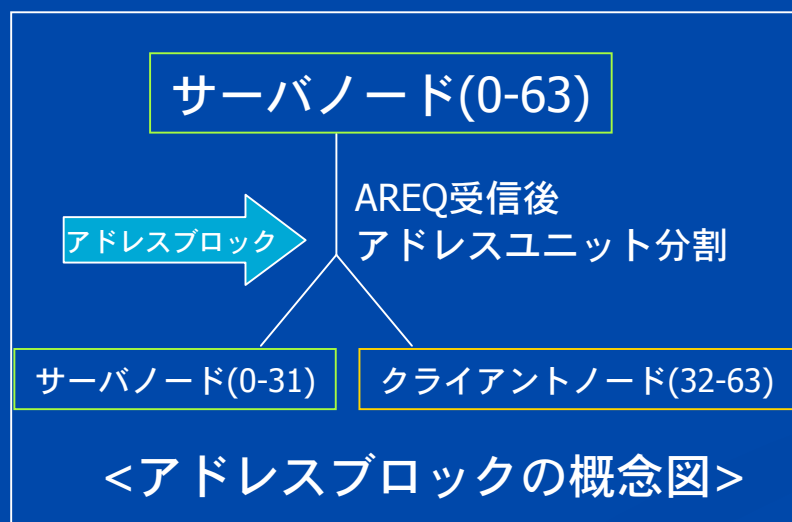 サーバノード(0-63)
AREQ受信後
アドレスユニット分割
アドレスブロック
サーバノード(0-31)
クライアントノード(32-63)
<アドレスブロックの概念図>